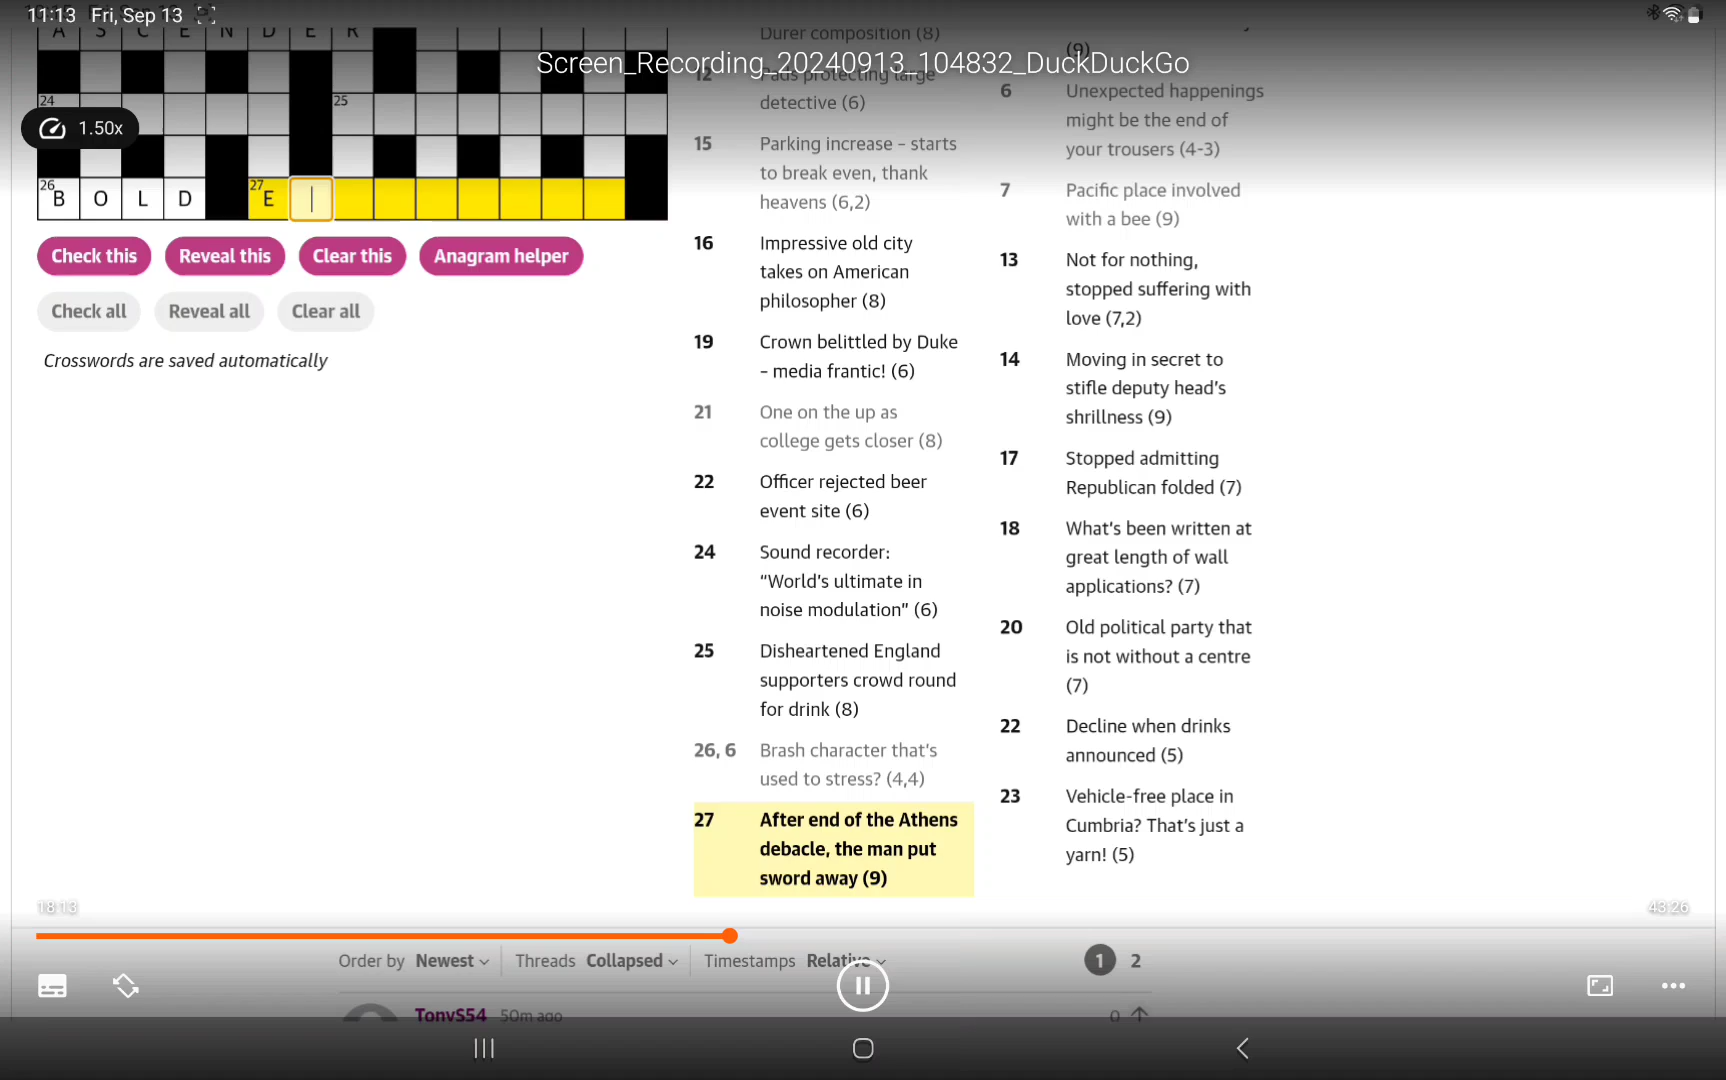 11:13 Fri, Sep 13
Screen_Recording_20240913_104832_DuckDuckGo
1.50x
A S C E N D E R
24
25
26
B O L D
27
E
Check this
Reveal this
Clear this
Anagram helper
Check all
Reveal all
Clear all
Crosswords are saved automatically
Dürer composition (8)
12 Pads protecting large
detective (6)
15 Parking increase – starts
to break even, thank
heavens (6,2)
16 Impressive old city
takes on American
philosopher (8)
19 Crown belittled by Duke
– media frantic! (6)
21 One on the up as
college gets closer (8)
22 Officer rejected beer
event site (6)
24 Sound recorder:
“World’s ultimate in
noise modulation” (6)
25 Disheartened England
supporters crowd round
for drink (8)
26, 6 Brash character that’s
used to stress? (4,4)
27 After end of the Athens
debacle, the man put
sword away (9)
(9)
6 Unexpected happenings
might be the end of
your trousers (4-3)
7 Pacific place involved
with a bee (9)
13 Not for nothing,
stopped suffering with
love (7,2)
14 Moving in secret to
stifle deputy head’s
shrillness (9)
17 Stopped admitting
Republican folded (7)
18 What’s been written at
great length of wall
applications? (7)
20 Old political party that
is not without a centre
(7)
22 Decline when drinks
announced (5)
23 Vehicle-free place in
Cumbria? That’s just a
yarn! (5)
18:13
43:26
Order by Newest
Threads Collapsed
Timestamps Relative
1 2
TonyS54 50m ago
0